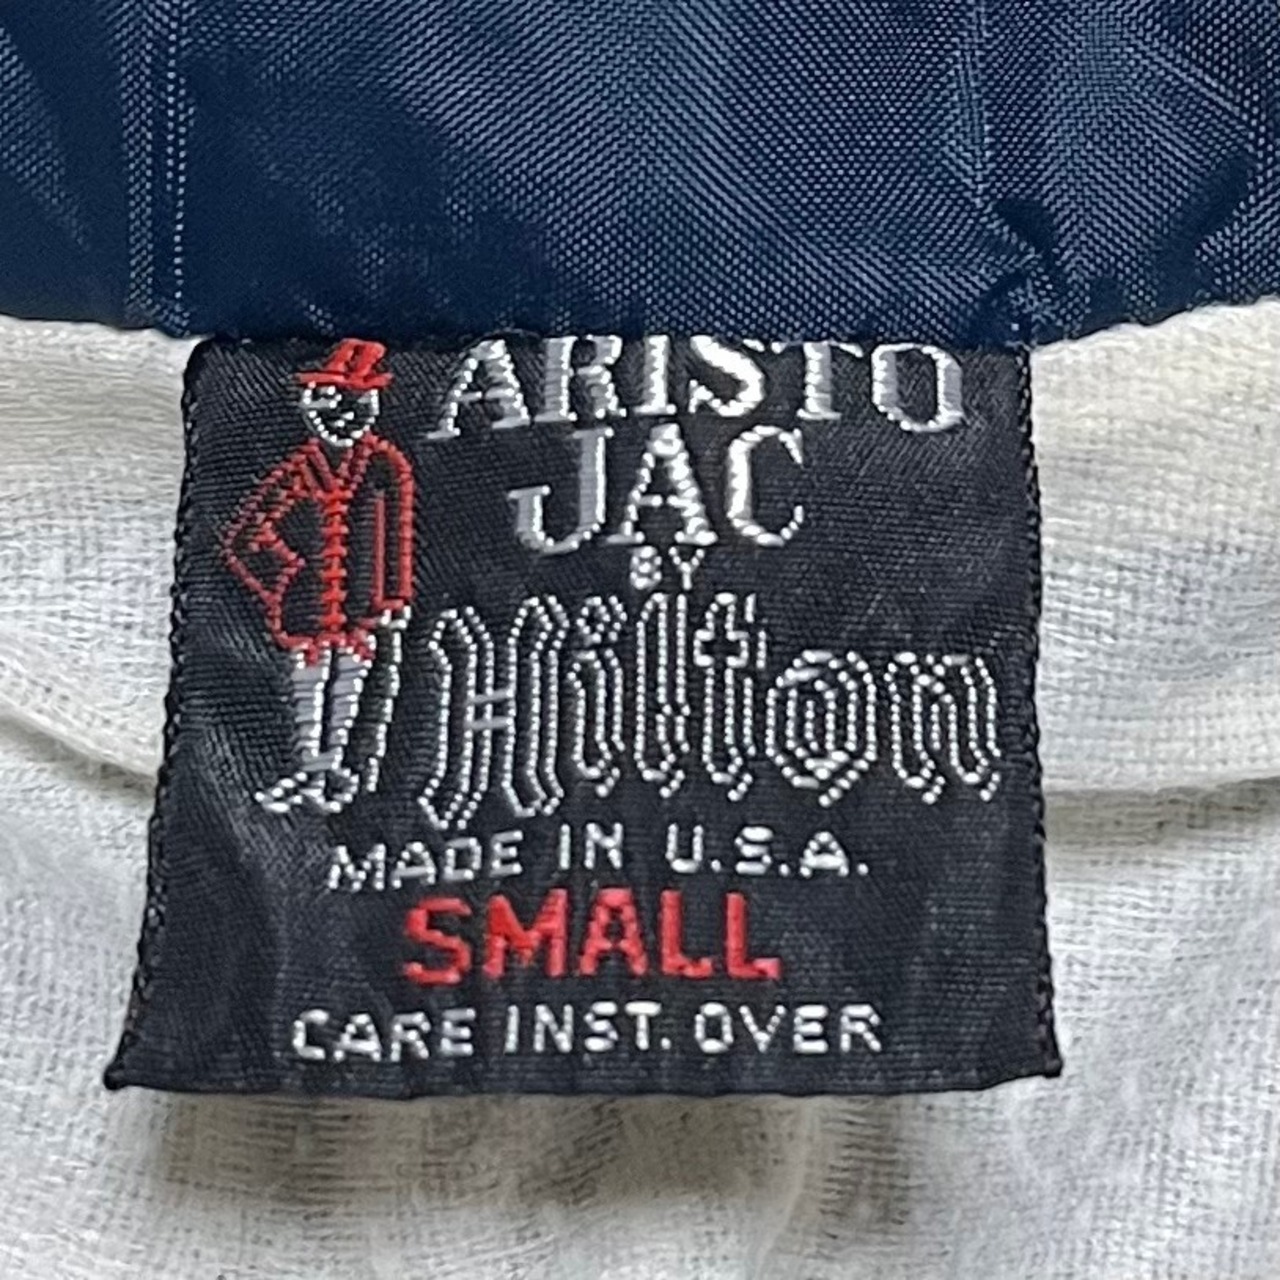 ARISTO
JAC
BY
Hilton
MADE IN U.S.A.
SMALL
CARE INST. OVER